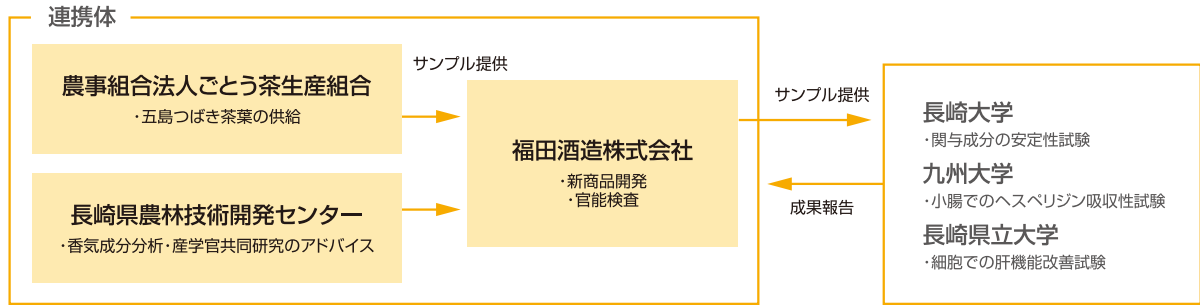 連携体
農事組合法人ごとう茶生産組合
・五島つばき茶葉の供給
サンプル提供
長崎県農林技術開発センター
・香気成分分析・産学官共同研究のアドバイス
福田酒造株式会社
・新商品開発
・官能検査
サンプル提供
成果報告
長崎大学
・関与成分の安定性試験
九州大学
・小腸でのヘスペリジン吸収性試験
長崎県立大学
・細胞での肝機能改善試験